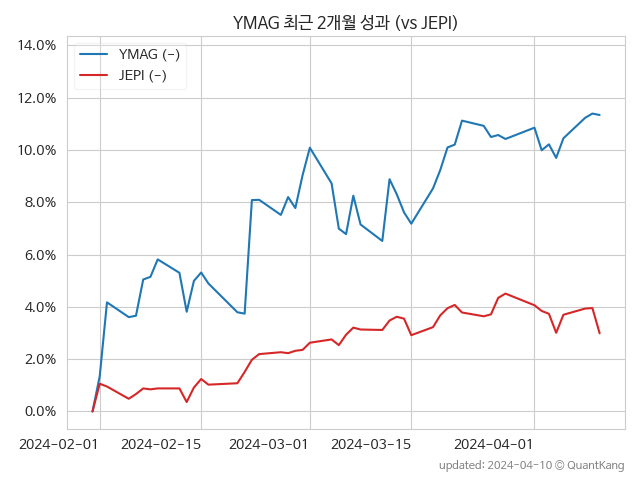 YMAG 최근 2개월 성과 (vs JEPI)
14.0%
12.0%
10.0%
8.0%
6.0%
4.0%
2.0%
0.0%
YMAG (-)
JEPI (-)
2024-02-01 2024-02-15 2024-03-01 2024-03-15 2024-04-01
updated: 2024-04-10 © QuantKang